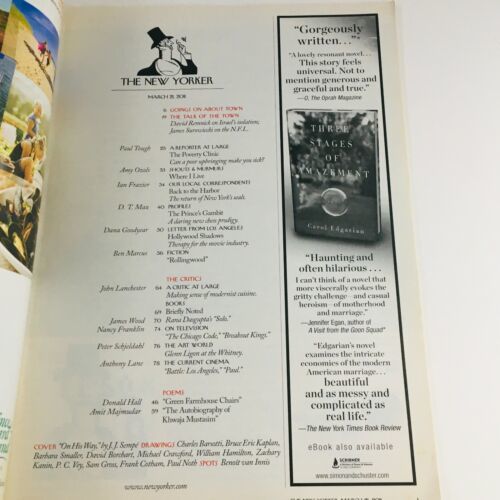 THE NEW YORKER
MARCH 21, 2011
6 GOINGS ON ABOUT TOWN
19 THE TALK OF THE TOWN
David Remnick on Israel's isolation;
James Surowiecki on the N.F.L.
Paul Tough 25 A REPORTER AT LARGE
The Poverty Clinic
Can a poor upbringing make you sick?
Amy Ozols 33 SHOUTS & MURMURS
Where I Live
Ian Frazier 34 OUR LOCAL CORRESPONDENTS
Back to the Harbor
The return of New York's seals.
D. T. Max 40 PROFILES
The Prince's Gambit
A daring new chess prodigy.
Dana Goodyear 50 LETTER FROM LOS ANGELES
Hollywood Shadows
Therapy for the movie industry.
Ben Marcus 56 FICTION
"Rollingwood"
THE CRITICS
John Lanchester 64 A CRITIC AT LARGE
Making sense of modernist cuisine.
BOOKS
69 Briefly Noted
James Wood 70 Rana Dasgupta's "Solo."
Nancy Franklin 74 ON TELEVISION
"The Chicago Code," "Breakout Kings."
Peter Schjeldahl 76 THE ART WORLD
Glenn Ligon at the Whitney.
Anthony Lane 78 THE CURRENT CINEMA
"Battle: Los Angeles," "Paul."
POEMS
Donald Hall 46 "Green Farmhouse Chairs"
Amit Majmudar 59 "The Autobiography of
Khwaja Mustasim"
COVER "On His Way," by J.J. Sempé DRAWINGS Charles Barsotti, Bruce Eric Kaplan,
Barbara Smaller, David Borchart, Michael Crawford, William Hamilton, Zachary
Kanin, P. C. Vey, Sam Gross, Frank Cotham, Paul Noth SPOTS Benoît van Innis
www.newyorker.com
"Gorgeously
written…"
"A lovely resonant novel…
This story feels
universal. Not to
mention generous and
graceful and true."
—O, The Oprah Magazine
THREE
STAGES
OF
AMAZEMENT
Carol Edgarian
"Haunting and
often hilarious . . .
I can't think of a novel that
more viscerally evokes the
gritty challenge—and casual
heroism—of motherhood
and marriage."
—Jennifer Egan, author of
A Visit from the Goon Squad
"Edgarian's novel
examines the intricate
economics of the modern
American marriage…
beautiful
and as messy and
complicated as
real life."
—The New York Times Book Review
eBook also available
SCRIBNER
www.simonandschuster.com